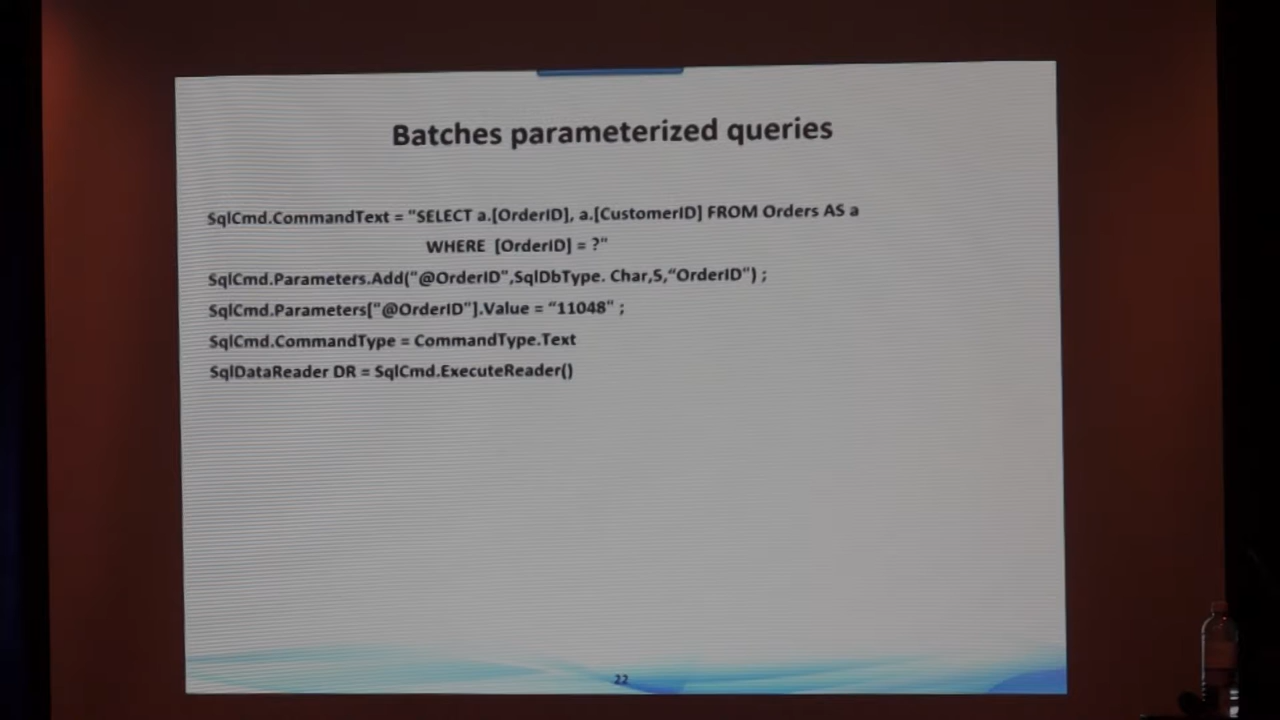 Batches parameterized queries
SqlCmd.CommandText = "SELECT a.[OrderID], a.[CustomerID] FROM Orders AS a
WHERE [OrderID] = ?"
SqlCmd.Parameters.Add("@OrderID",SqlDbType. Char,5,“OrderID”) ;
SqlCmd.Parameters["@OrderID"].Value = “11048” ;
SqlCmd.CommandType = CommandType.Text
SqlDataReader DR = SqlCmd.ExecuteReader()
22